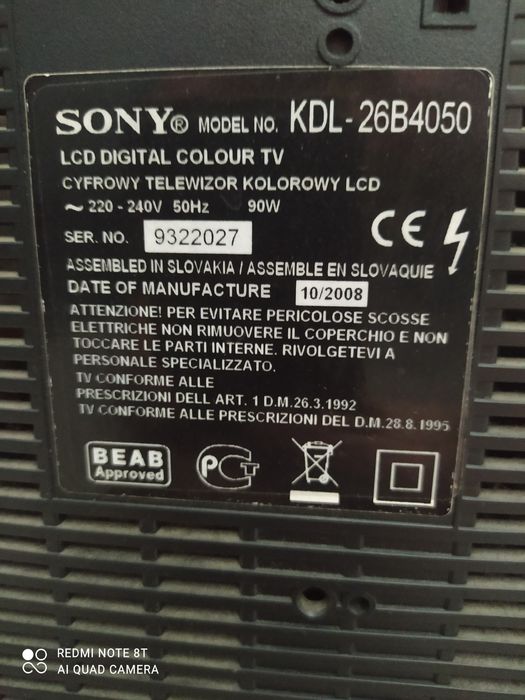 SONY® MODEL NO. KDL-26B4050
LCD DIGITAL COLOUR TV
CYFROWY TELEWIZOR KOLOROWY LCD
~ 220 - 240V 50Hz 90W
SER. NO. 9322027
CE
ASSEMBLED IN SLOVAKIA / ASSEMBLE EN SLOVAQUIE
DATE OF MANUFACTURE 10/2008
ATTENZIONE! PER EVITARE PERICOLOSE SCOSSE
ELETTRICHE NON RIMUOVERE IL COPERCHIO E NON
TOCCARE LE PARTI INTERNE. RIVOLGETEVI A
PERSONALE SPECIALIZZATO.
TV CONFORME ALLE
PRESCRIZIONI DELL ART. 1 D.M.26.3.1992
TV CONFORME ALLE PRESCRIZIONI DEL D.M.28.8.1995
BEAB
Approved
PCT
REDMI NOTE 8T
AI QUAD CAMERA